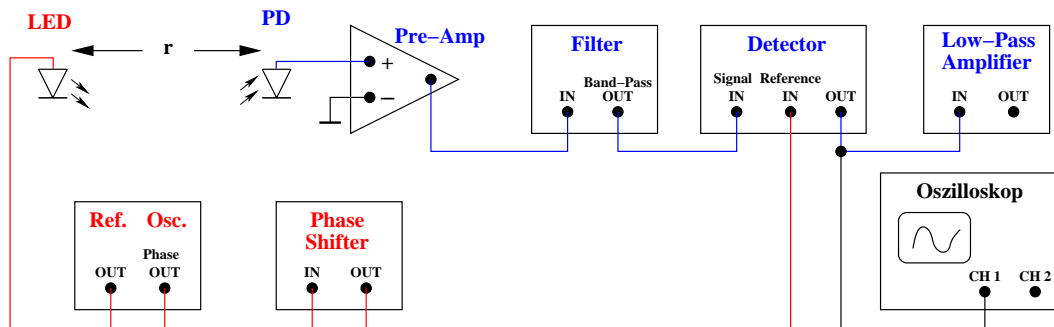 LED
r
PD
Pre-Amp
+
−
Filter
Band-Pass
IN
OUT
Detector
Signal
Reference
IN
IN
OUT
Low-Pass
Amplifier
IN
OUT
Ref.
Osc.
Phase
OUT
OUT
Phase
Shifter
IN
OUT
Oszilloskop
CH 1
CH 2